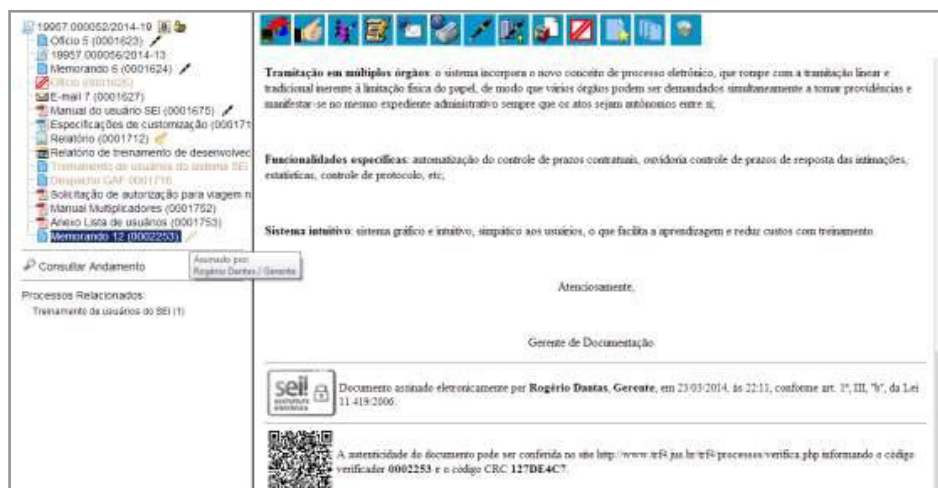 19957.000052/2014-19
Ofício 5 (0001623)
19957.000056/2014-13
Memorando 6 (0001624)
Ofício (0001626)
E-mail 7 (0001627)
Manual do usuário SEI (0001675)
Especificações de customização (000171
Relatório (0001712)
Relatório de treinamento de desenvolvec
Treinamento de usuários do sistema SEI
Despacho GAF 0001716
Solicitação de autorização para viagem n
Manual Multiplicadores (0001752)
Anexo Lista de usuários (0001753)
Memorando 12 (0002253)
Assinado por:
Rogério Dantas / Gerente
Consultar Andamento
Processos Relacionados:
Treinamento de usuários do SEI (1)
Tramitação em múltiplos órgãos: o sistema incorpora o novo conceito de processo eletrônico, que rompe com a tramitação linear e
tradicional inerente à limitação física do papel, de modo que vários órgãos podem ser demandados simultaneamente a tomar providências e
manifestar-se no mesmo expediente administrativo sempre que os atos sejam autônomos entre si;
Funcionalidades específicas: automatização do controle de prazos contratuais, ouvidoria controle de prazos de resposta das intimações,
estatísticas, controle de protocolo, etc;
Sistema intuitivo: sistema gráfico e intuitivo, simpático aos usuários, o que facilita a aprendizagem e reduz custos com treinamento.
Atenciosamente,
Gerente de Documentação
sei!
assinatura
eletrônica
Documento assinado eletronicamente por Rogério Dantas, Gerente, em 23/03/2014, às 22:11, conforme art. 1º, III, "b", da Lei
11.419/2006.
A autenticidade do documento pode ser conferida no site http://www.trf4.jus.br/trf4/processos/verifica.php informando o código
verificador 0002253 e o código CRC 127DE4C7.